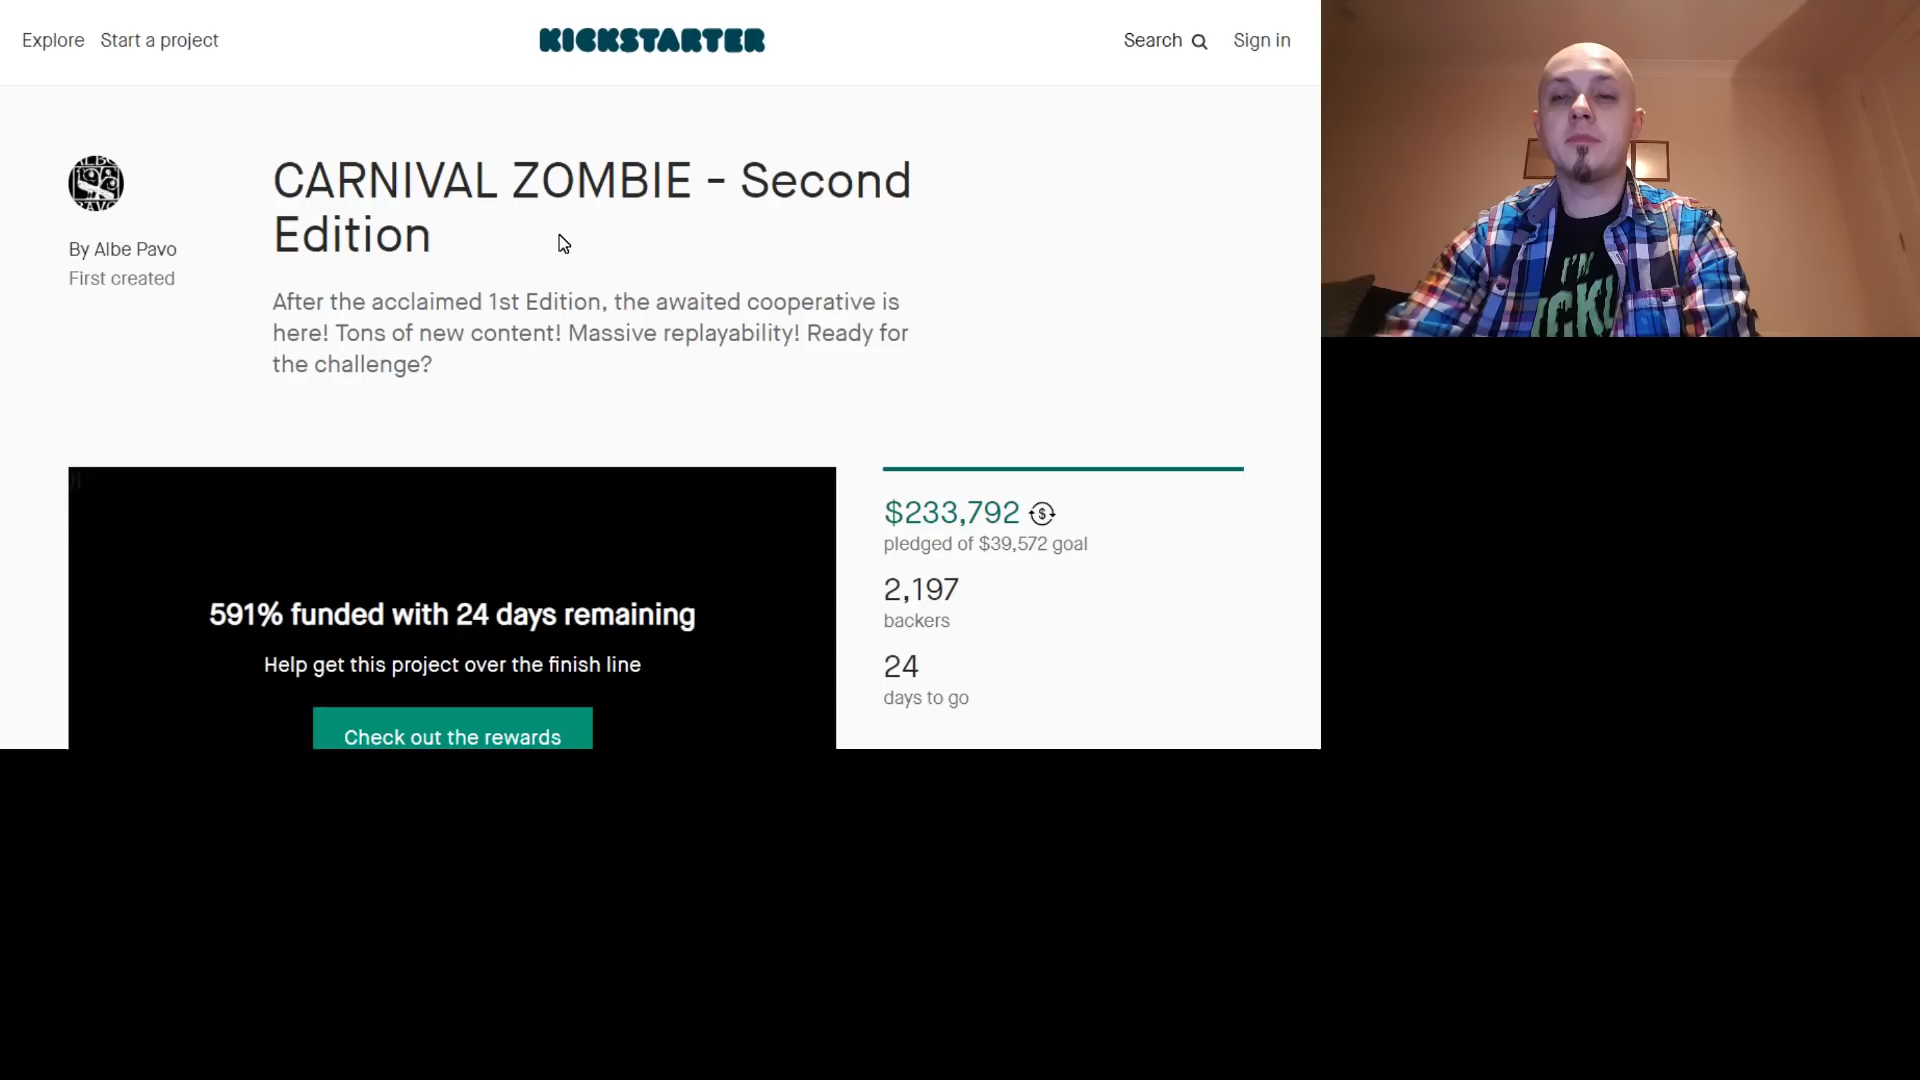 Explore Start a project
KICKSTARTER
Search Sign in
CARNIVAL ZOMBIE - Second
Edition
By Albe Pavo
First created
After the acclaimed 1st Edition, the awaited cooperative is
here! Tons of new content! Massive replayability! Ready for
the challenge?
$233,792
pledged of $39,572 goal
2,197
backers
24
days to go
591% funded with 24 days remaining
Help get this project over the finish line
Check out the rewards
I'M